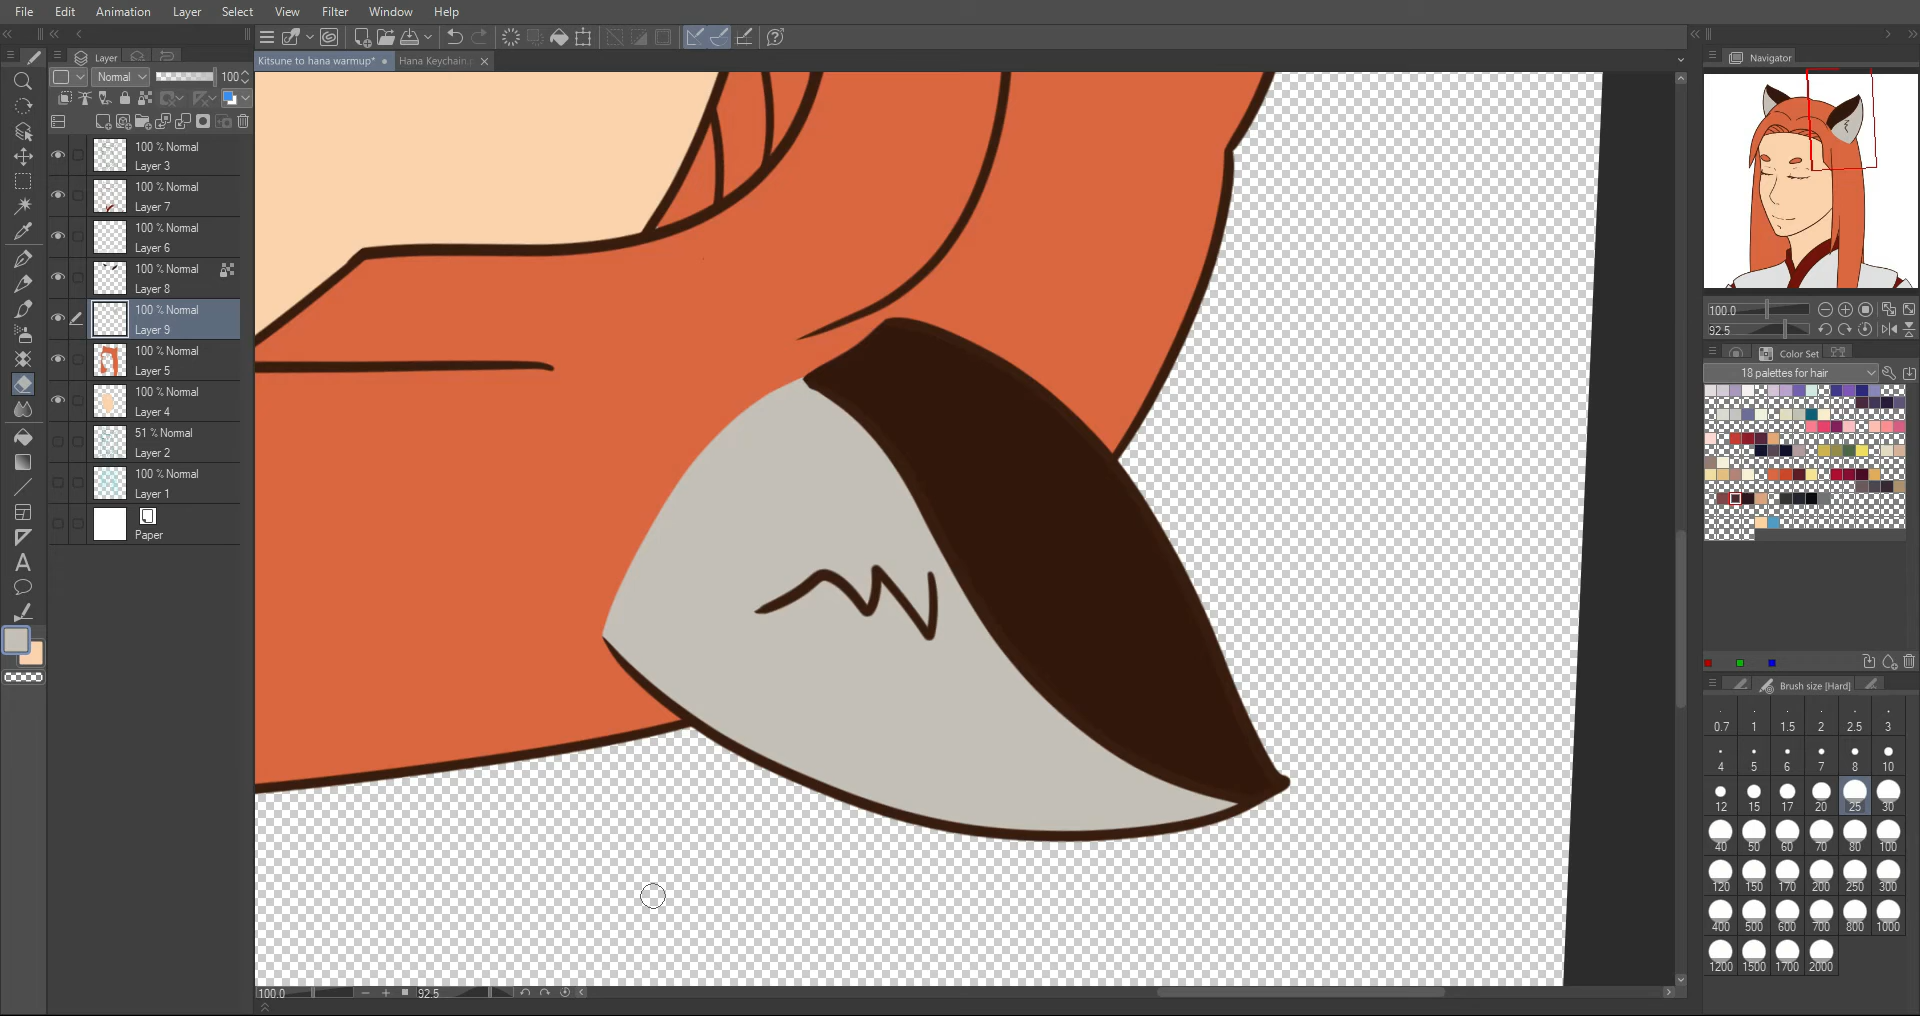 File Edit Animation Layer Select View Filter Window Help
Kitsune to hana warmup* Hana Keychain
Layer
Normal 100
100 % Normal
Layer 3
100 % Normal
Layer 7
100 % Normal
Layer 6
100 % Normal
Layer 8
100 % Normal
Layer 9
100 % Normal
Layer 5
100 % Normal
Layer 4
51 % Normal
Layer 2
100 % Normal
Layer 1
Paper
A
100.0 92.5
Navigator
100.0
92.5
Color Set
18 palettes for hair
Brush size [Hard]
0.7 1 1.5 2 2.5 3
4 5 6 7 8 10
12 15 17 20 25 30
40 50 60 70 80 100
120 150 170 200 250 300
400 500 600 700 800 1000
1200 1500 1700 2000